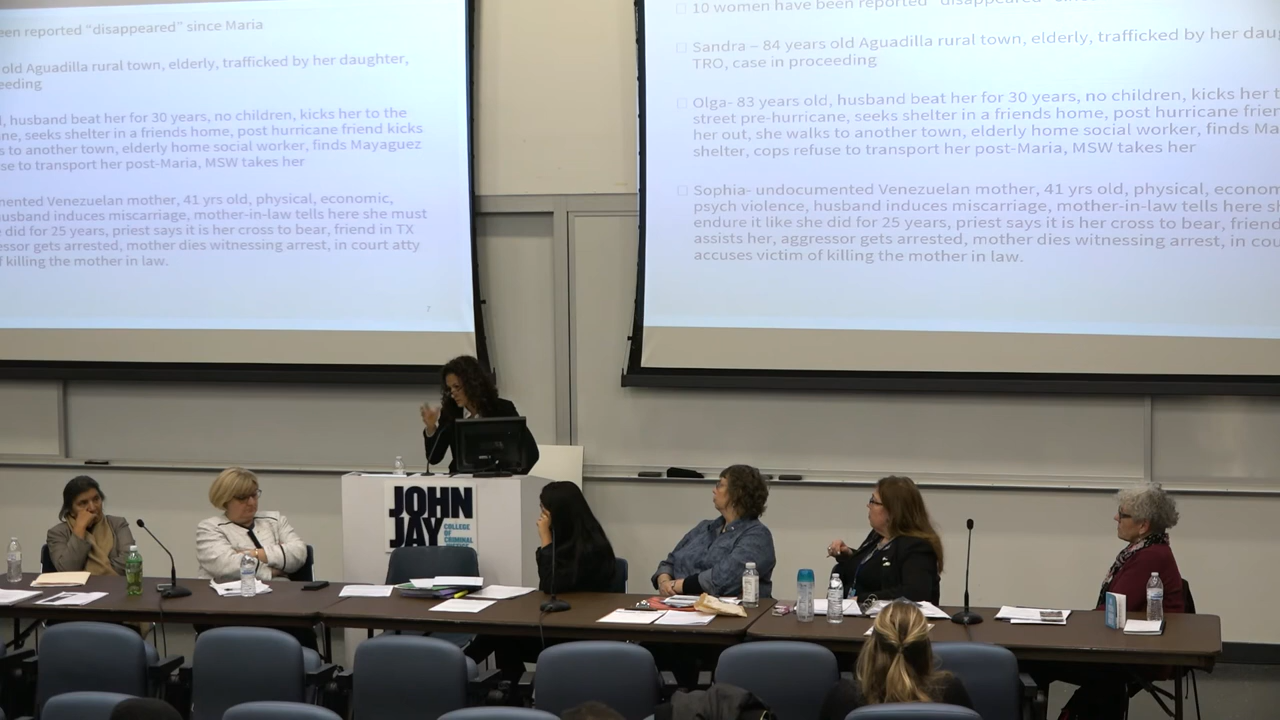 een reported “disappeared” since Maria
old Aguadilla rural town, elderly, trafficked by her daughter,
eeding
, husband beat her for 30 years, no children, kicks her to the
ne, seeks shelter in a friends home, post hurricane friend kicks
s to another town, elderly home social worker, finds Mayaguez
se to transport her post-Maria, MSW takes her
ented Venezuelan mother, 41 yrs old, physical, economic,
usband induces miscarriage, mother-in-law tells here she must
did for 25 years, priest says it is her cross to bear, friend in TX
essor gets arrested, mother dies witnessing arrest, in court atty
f killing the mother in law.
7
10 women have been reported “disappeared”
Sandra – 84 years old Aguadilla rural town, elderly, trafficked by her daug
TRO, case in proceeding
Olga- 83 years old, husband beat her for 30 years, no children, kicks her t
street pre-hurricane, seeks shelter in a friends home, post hurricane frien
her out, she walks to another town, elderly home social worker, finds Ma
shelter, cops refuse to transport her post-Maria, MSW takes her
Sophia- undocumented Venezuelan mother, 41 yrs old, physical, econom
psych violence, husband induces miscarriage, mother-in-law tells here sh
endure it like she did for 25 years, priest says it is her cross to bear, friend
assists her, aggressor gets arrested, mother dies witnessing arrest, in cou
accuses victim of killing the mother in law.
JOHN
JAY
COLLEGE
OF
CRIMINAL